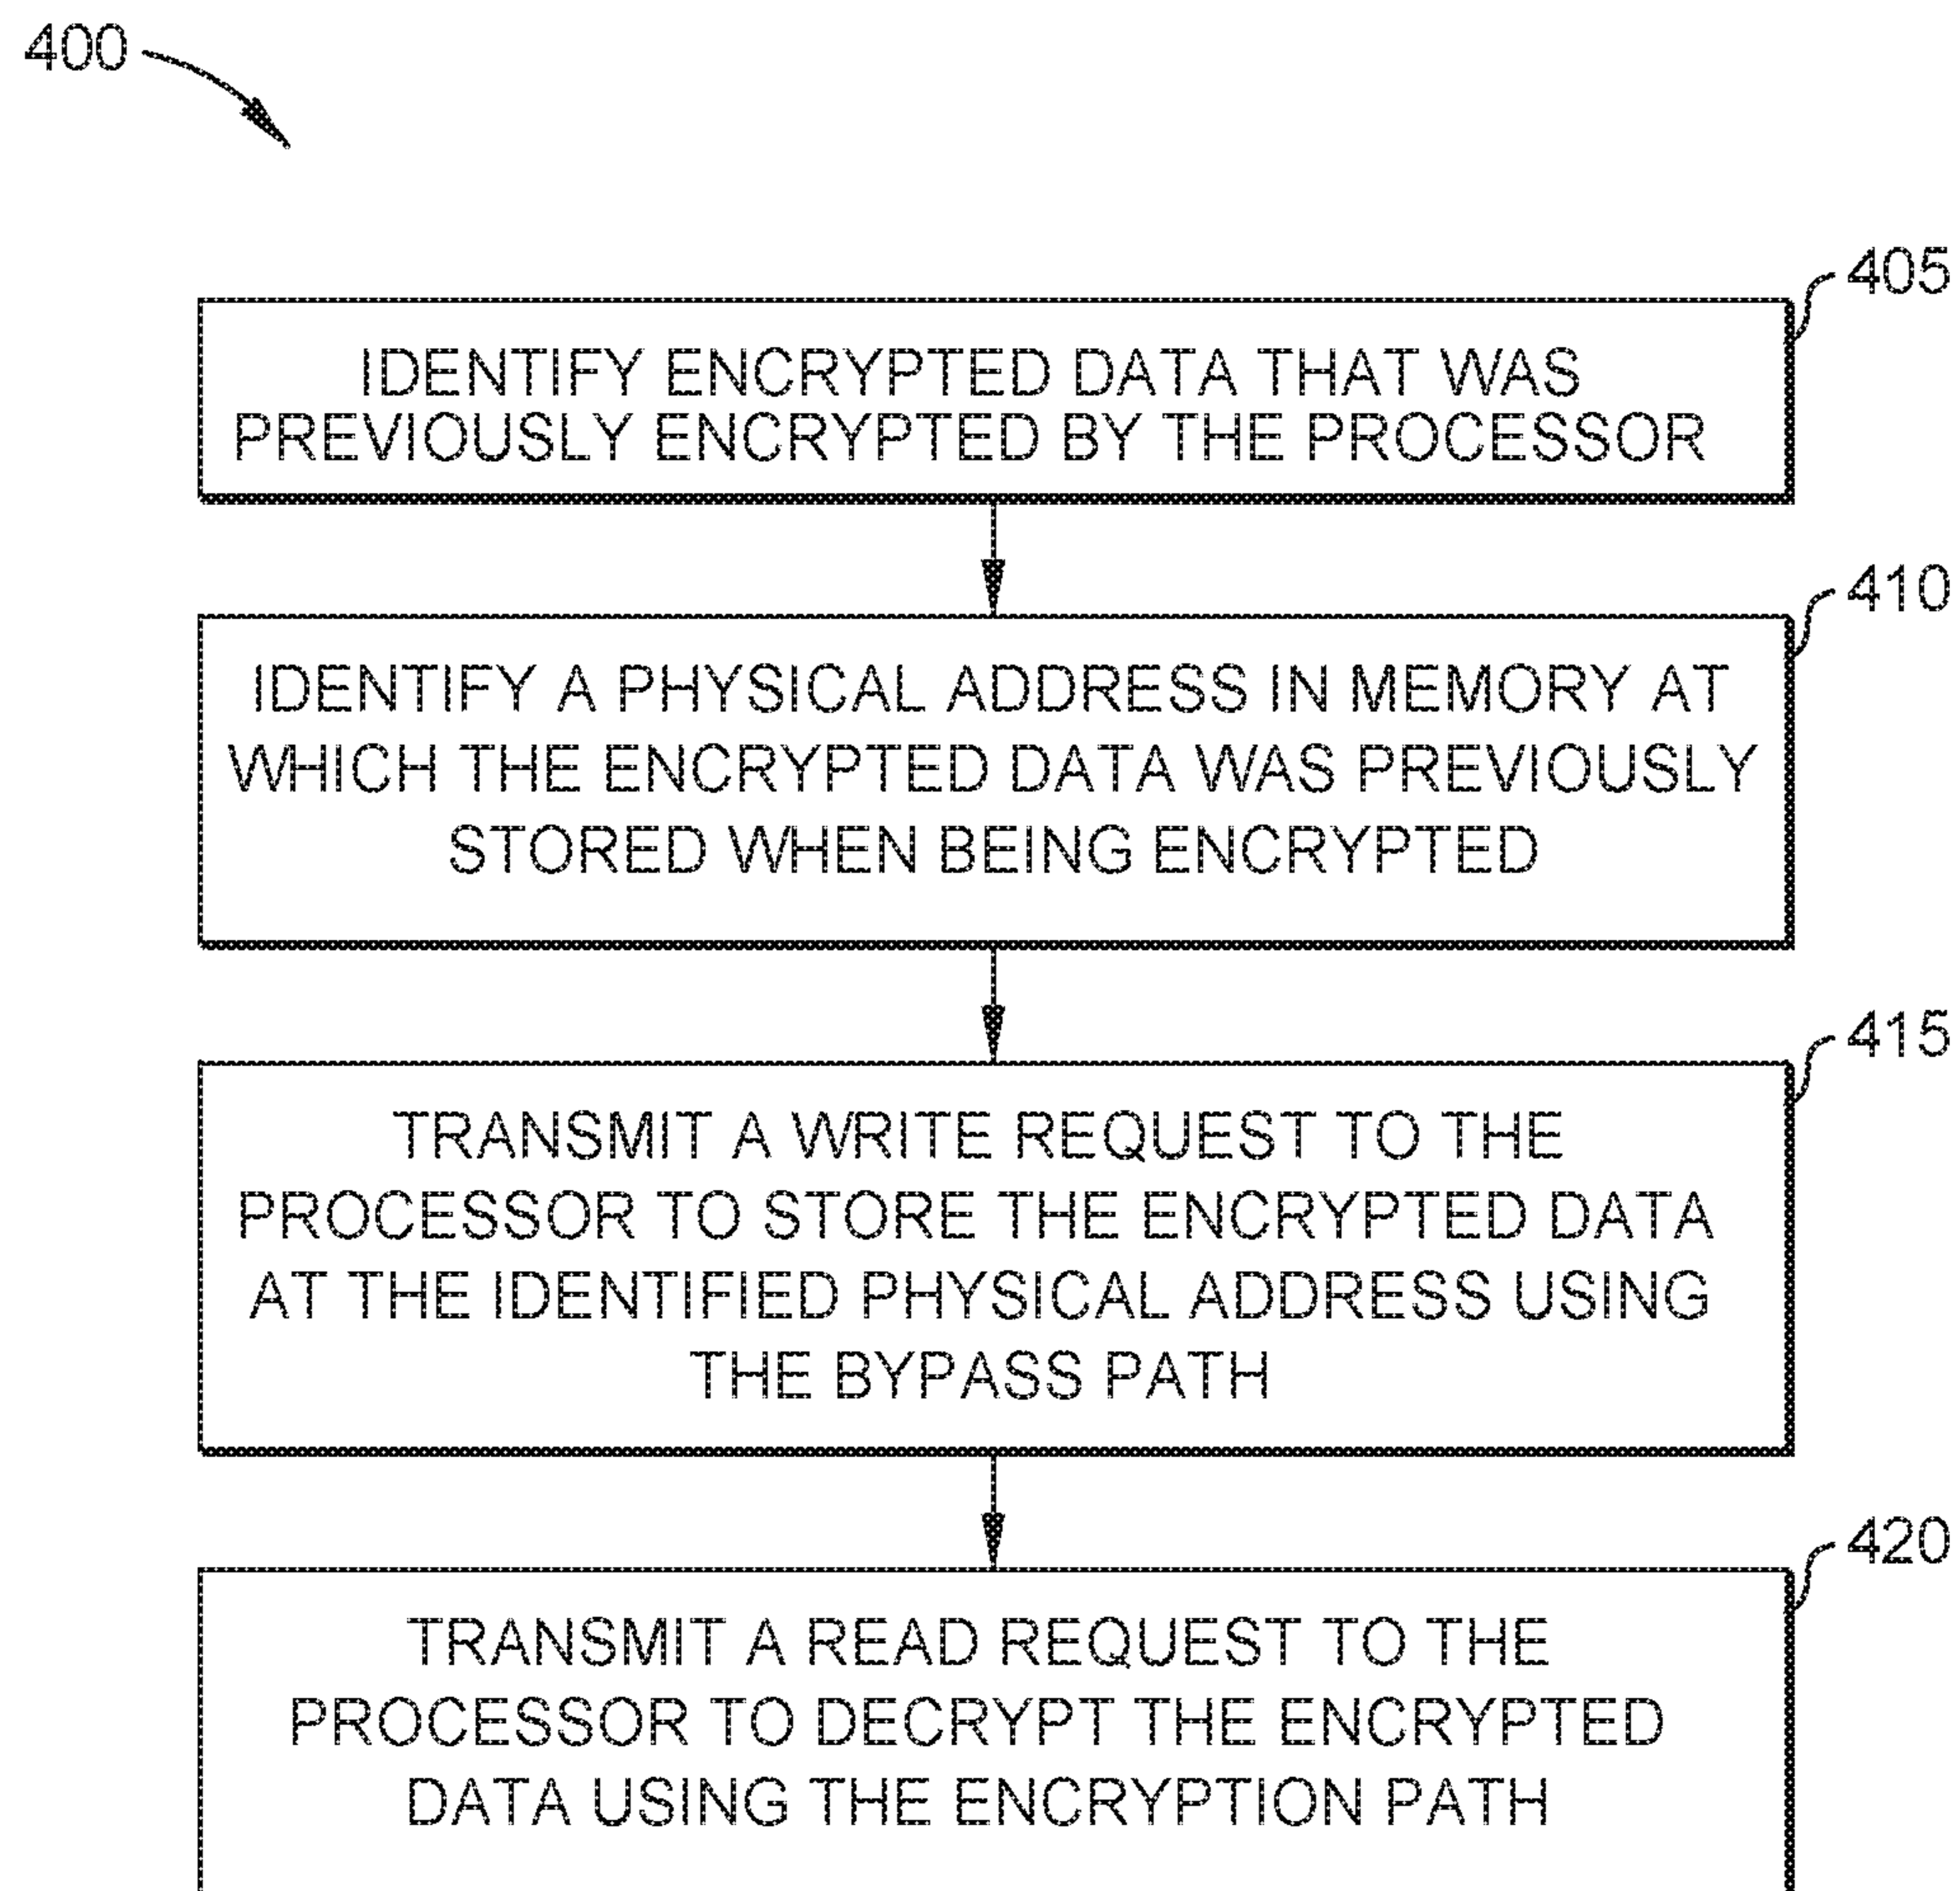 400
405
IDENTIFY ENCRYPTED DATA THAT WAS
PREVIOUSLY ENCRYPTED BY THE PROCESSOR
410
IDENTIFY A PHYSICAL ADDRESS IN MEMORY AT
WHICH THE ENCRYPTED DATA WAS PREVIOUSLY
STORED WHEN BEING ENCRYPTED
415
TRANSMIT A WRITE REQUEST TO THE
PROCESSOR TO STORE THE ENCRYPTED DATA
AT THE IDENTIFIED PHYSICAL ADDRESS USING
THE BYPASS PATH
420
TRANSMIT A READ REQUEST TO THE
PROCESSOR TO DECRYPT THE ENCRYPTED
DATA USING THE ENCRYPTION PATH